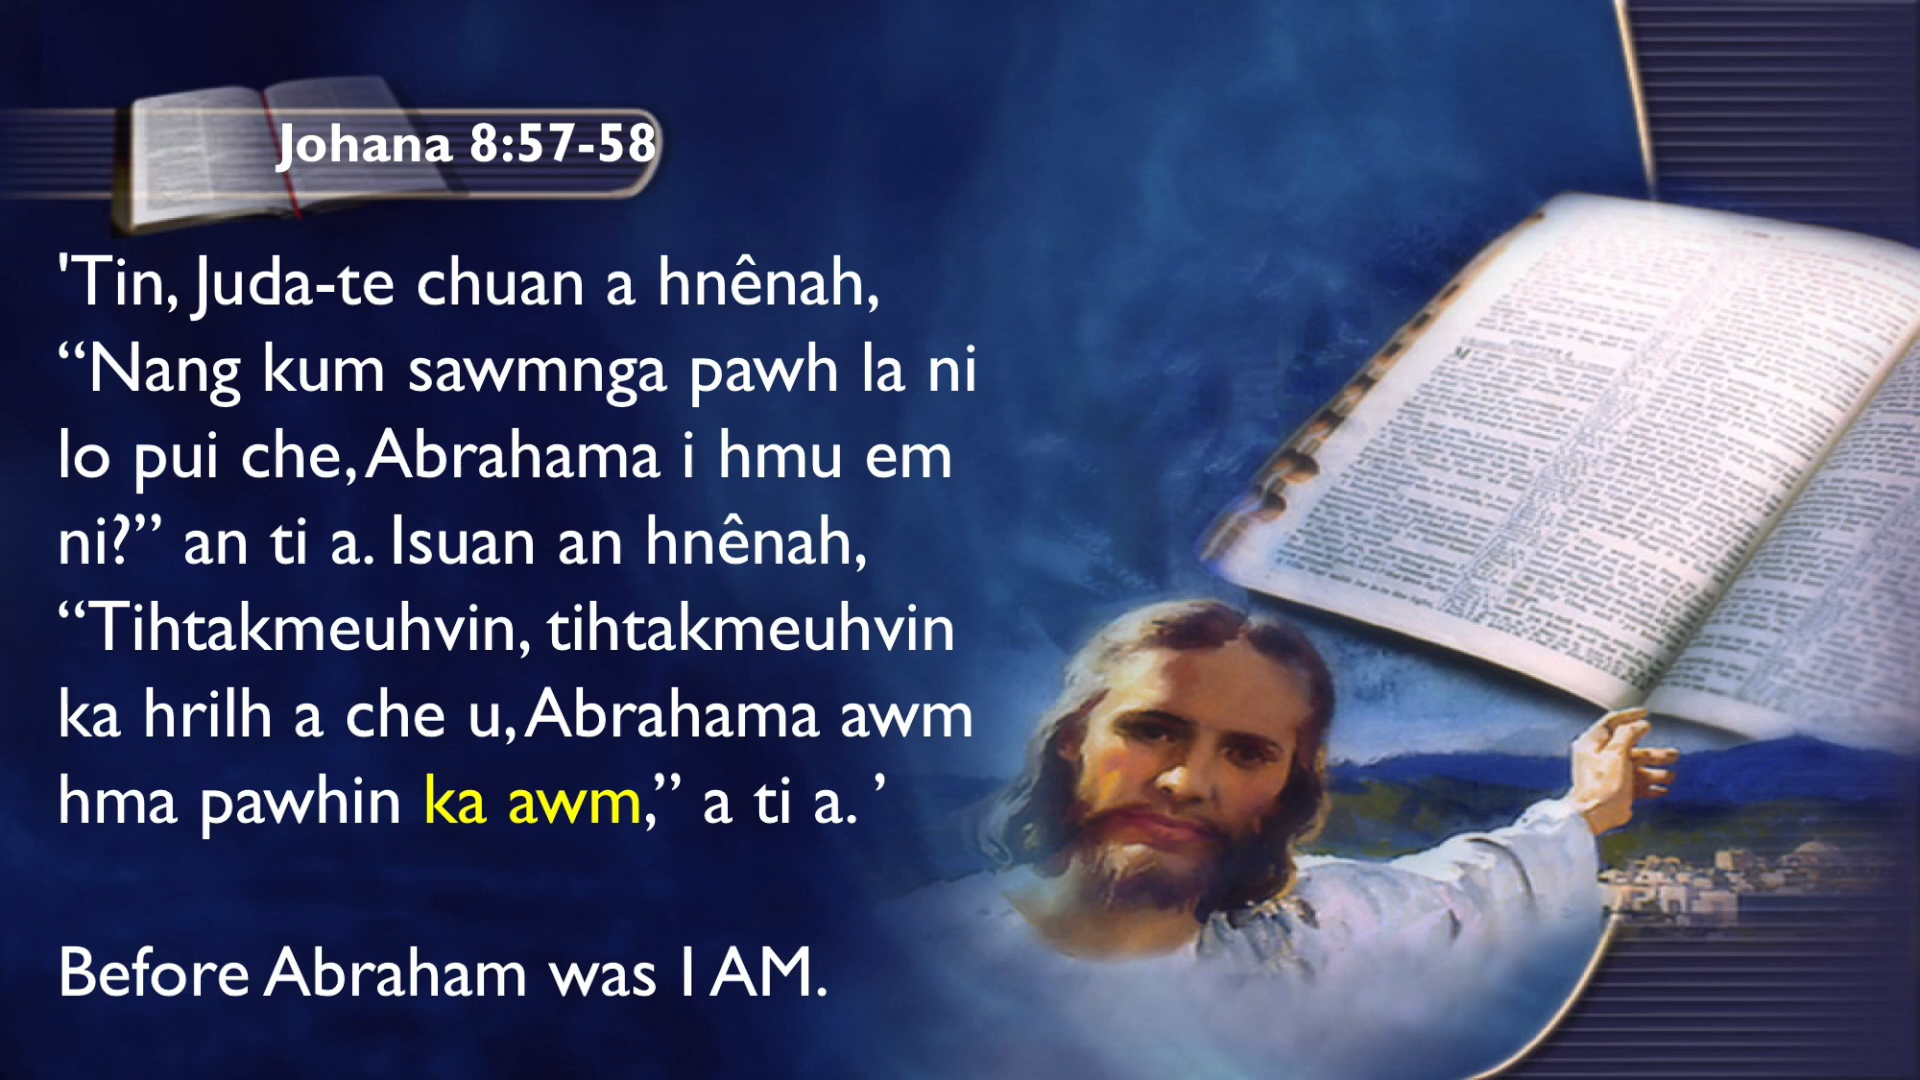 Johana 8:57-58
'Tin, Juda-te chuan a hnênah,
“Nang kum sawmnga pawh la ni
lo pui che, Abrahama i hmu em
ni?” an ti a. Isuan an hnênah,
“Tihtakmeuhvin, tihtakmeuhvin
ka hrilh a che u, Abrahama awm
hma pawhin ka awm,” a ti a. ’
Before Abraham was I AM.